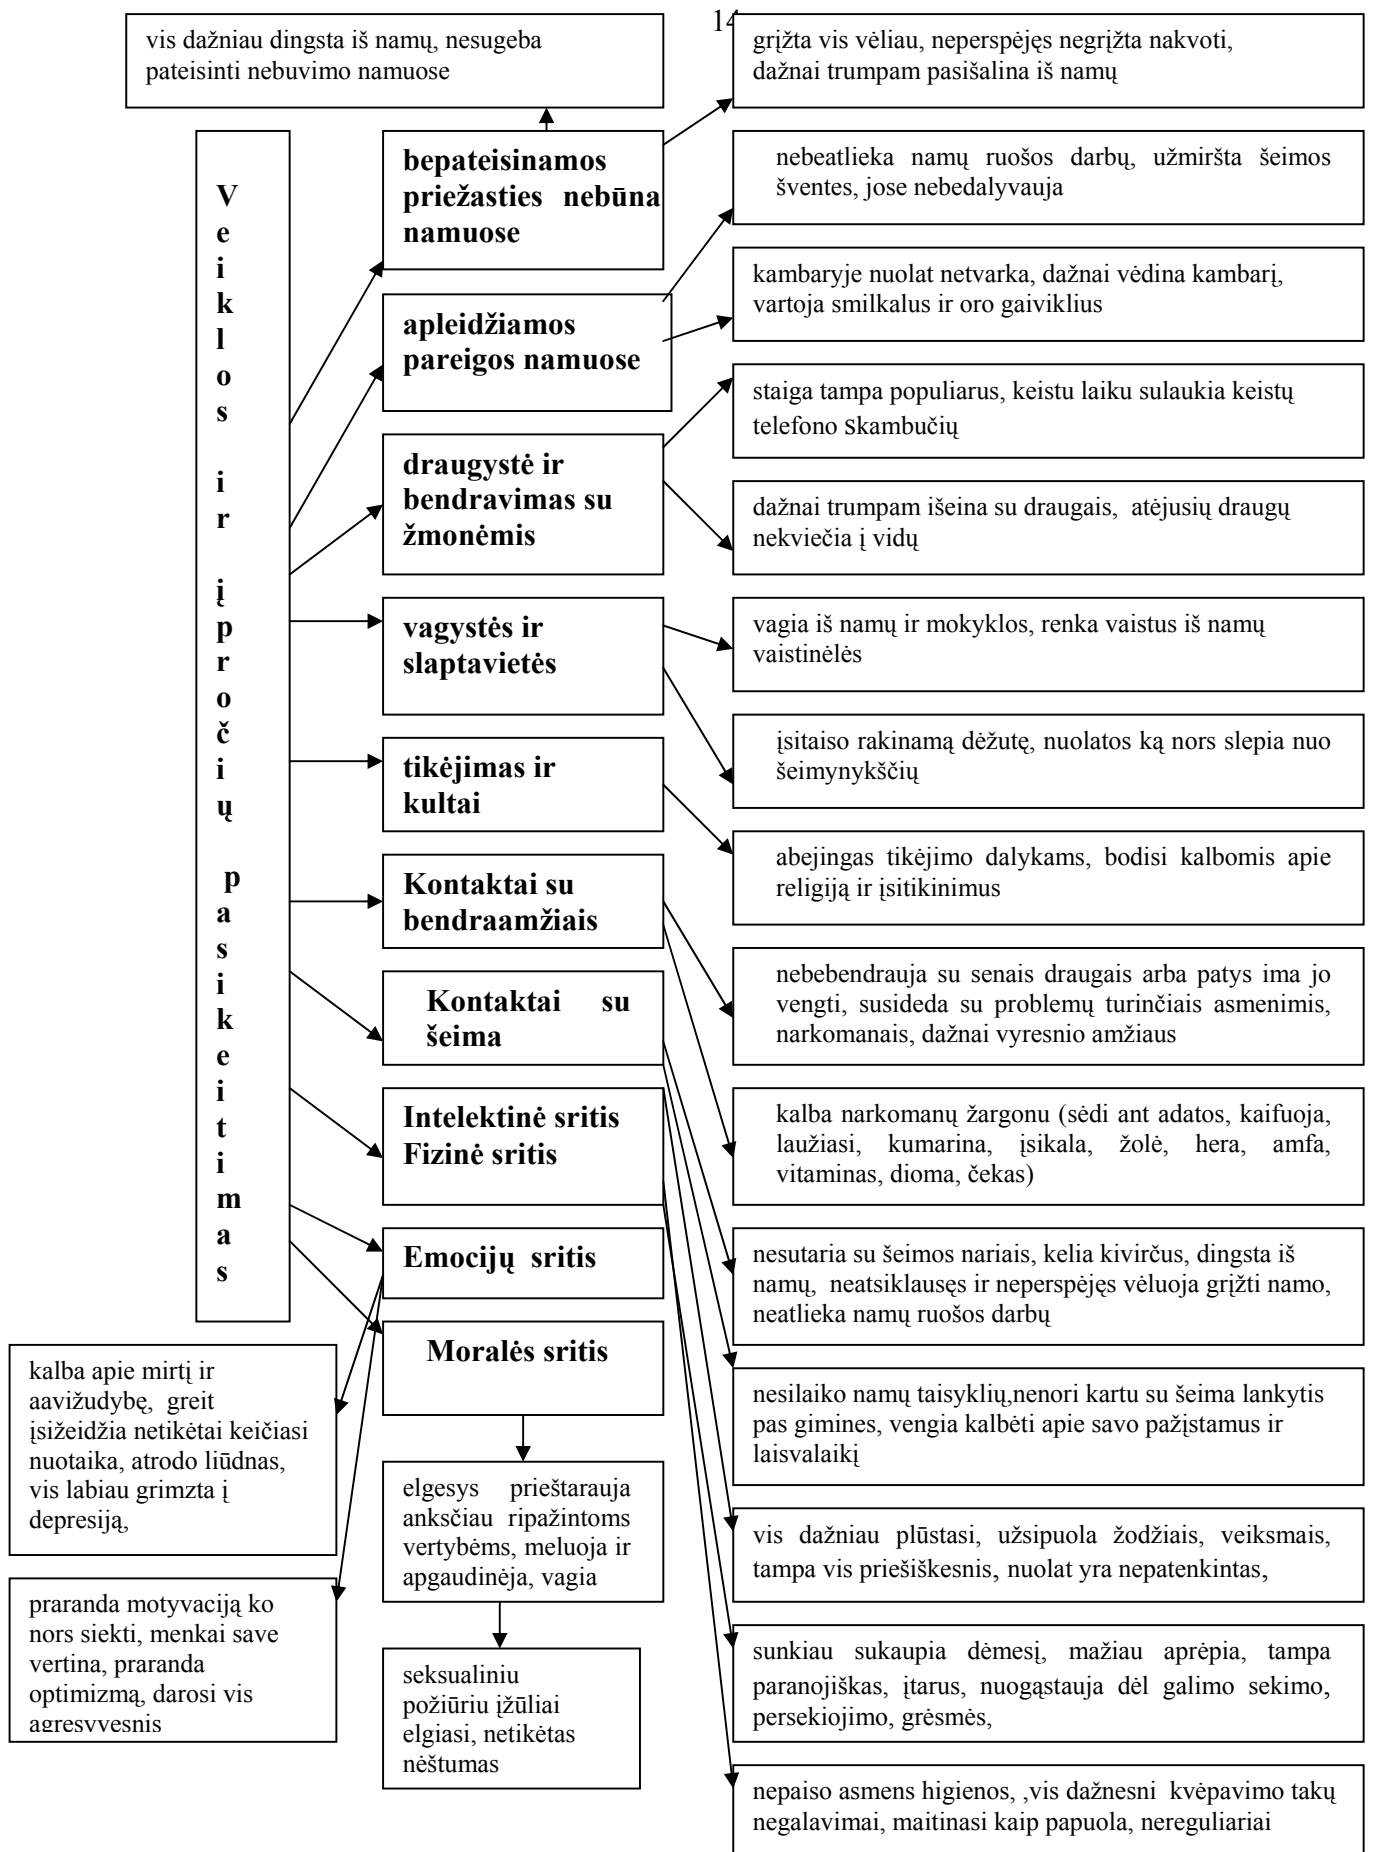 14
vis dažniau dingsta iš namų, nesugeba
pateisinti nebuvimo namuose
grįžta vis vėliau, neperspėjęs negrįžta nakvoti,
dažnai trumpam pasišalina iš namų
Veiklos ir įpročių pasikeitimas
bepateisinamos
priežasties nebūna
namuose
nebeatlieka namų ruošos darbų, užmiršta šeimos
šventes, jose nebedalyvauja
apleidžiamos
pareigos namuose
kambaryje nuolat netvarka, dažnai vėdina kambarį,
vartoja smilkalus ir oro gaiviklius
draugystė ir
bendravimas su
žmonėmis
staiga tampa populiarus, keistu laiku sulaukia keistų
telefono skambučių
dažnai trumpam išeina su draugais, atėjusių draugų
nekviečia į vidų
vagystės ir
slaptavietės
vagia iš namų ir mokyklos, renka vaistus iš namų
vaistinėlės
įsitaiso rakinamą dėžutę, nuolatos ką nors slepia nuo
šeimynykščių
tikėjimas ir
kultai
abejingas tikėjimo dalykams, bodisi kalbomis apie
religiją ir įsitikinimus
Kontaktai su
bendraamžiais
nebebendrauja su senais draugais arba patys ima jo
vengti, susideda su problemų turinčiais asmenimis,
narkomanais, dažnai vyresnio amžiaus
Kontaktai su
šeima
kalba narkomanų žargonu (sėdi ant adatos, kaifuoja,
laužiasi, kumarina, įsikala, žolė, hera, amfa,
vitaminas, dioma, čekas)
Intelektinė sritis
Fizinė sritis
nesutaria su šeimos nariais, kelia kivirčus, dingsta iš
namų, neatsiklausęs ir neperspėjęs vėluoja grįžti namo,
neatlieka namų ruošos darbų
Emocijų sritis
Moralės sritis
nesilaiko namų taisyklių,nenori kartu su šeima lankytis
pas gimines, vengia kalbėti apie savo pažįstamus ir
laisvalaikį
kalba apie mirtį ir
aavižudybę, greit
įsižeidžia netikėtai keičiasi
nuotaika, atrodo liūdnas,
vis labiau grimzta į
depresiją,
elgesys prieštarauja
anksčiau ripažintoms
vertybėms, meluoja ir
apgaudinėja, vagia
vis dažniau plūstasi, užsipuola žodžiais, veiksmais,
tampa vis priešiškesnis, nuolat yra nepatenkintas,
praranda motyvaciją ko
nors siekti, menkai save
vertina, praranda
optimizmą, darosi vis
agresyvesnis
seksualiniu
požiūriu įžūliai
elgiasi, netikėtas
nėštumas
sunkiau sukaupia dėmesį, mažiau aprėpia, tampa
paranojiškas, įtarus, nuogąstauja dėl galimo sekimo,
persekiojimo, grėsmės,
nepaiso asmens higienos, ,vis dažnesni kvėpavimo takų
negalavimai, maitinasi kaip papuola, nereguliariai